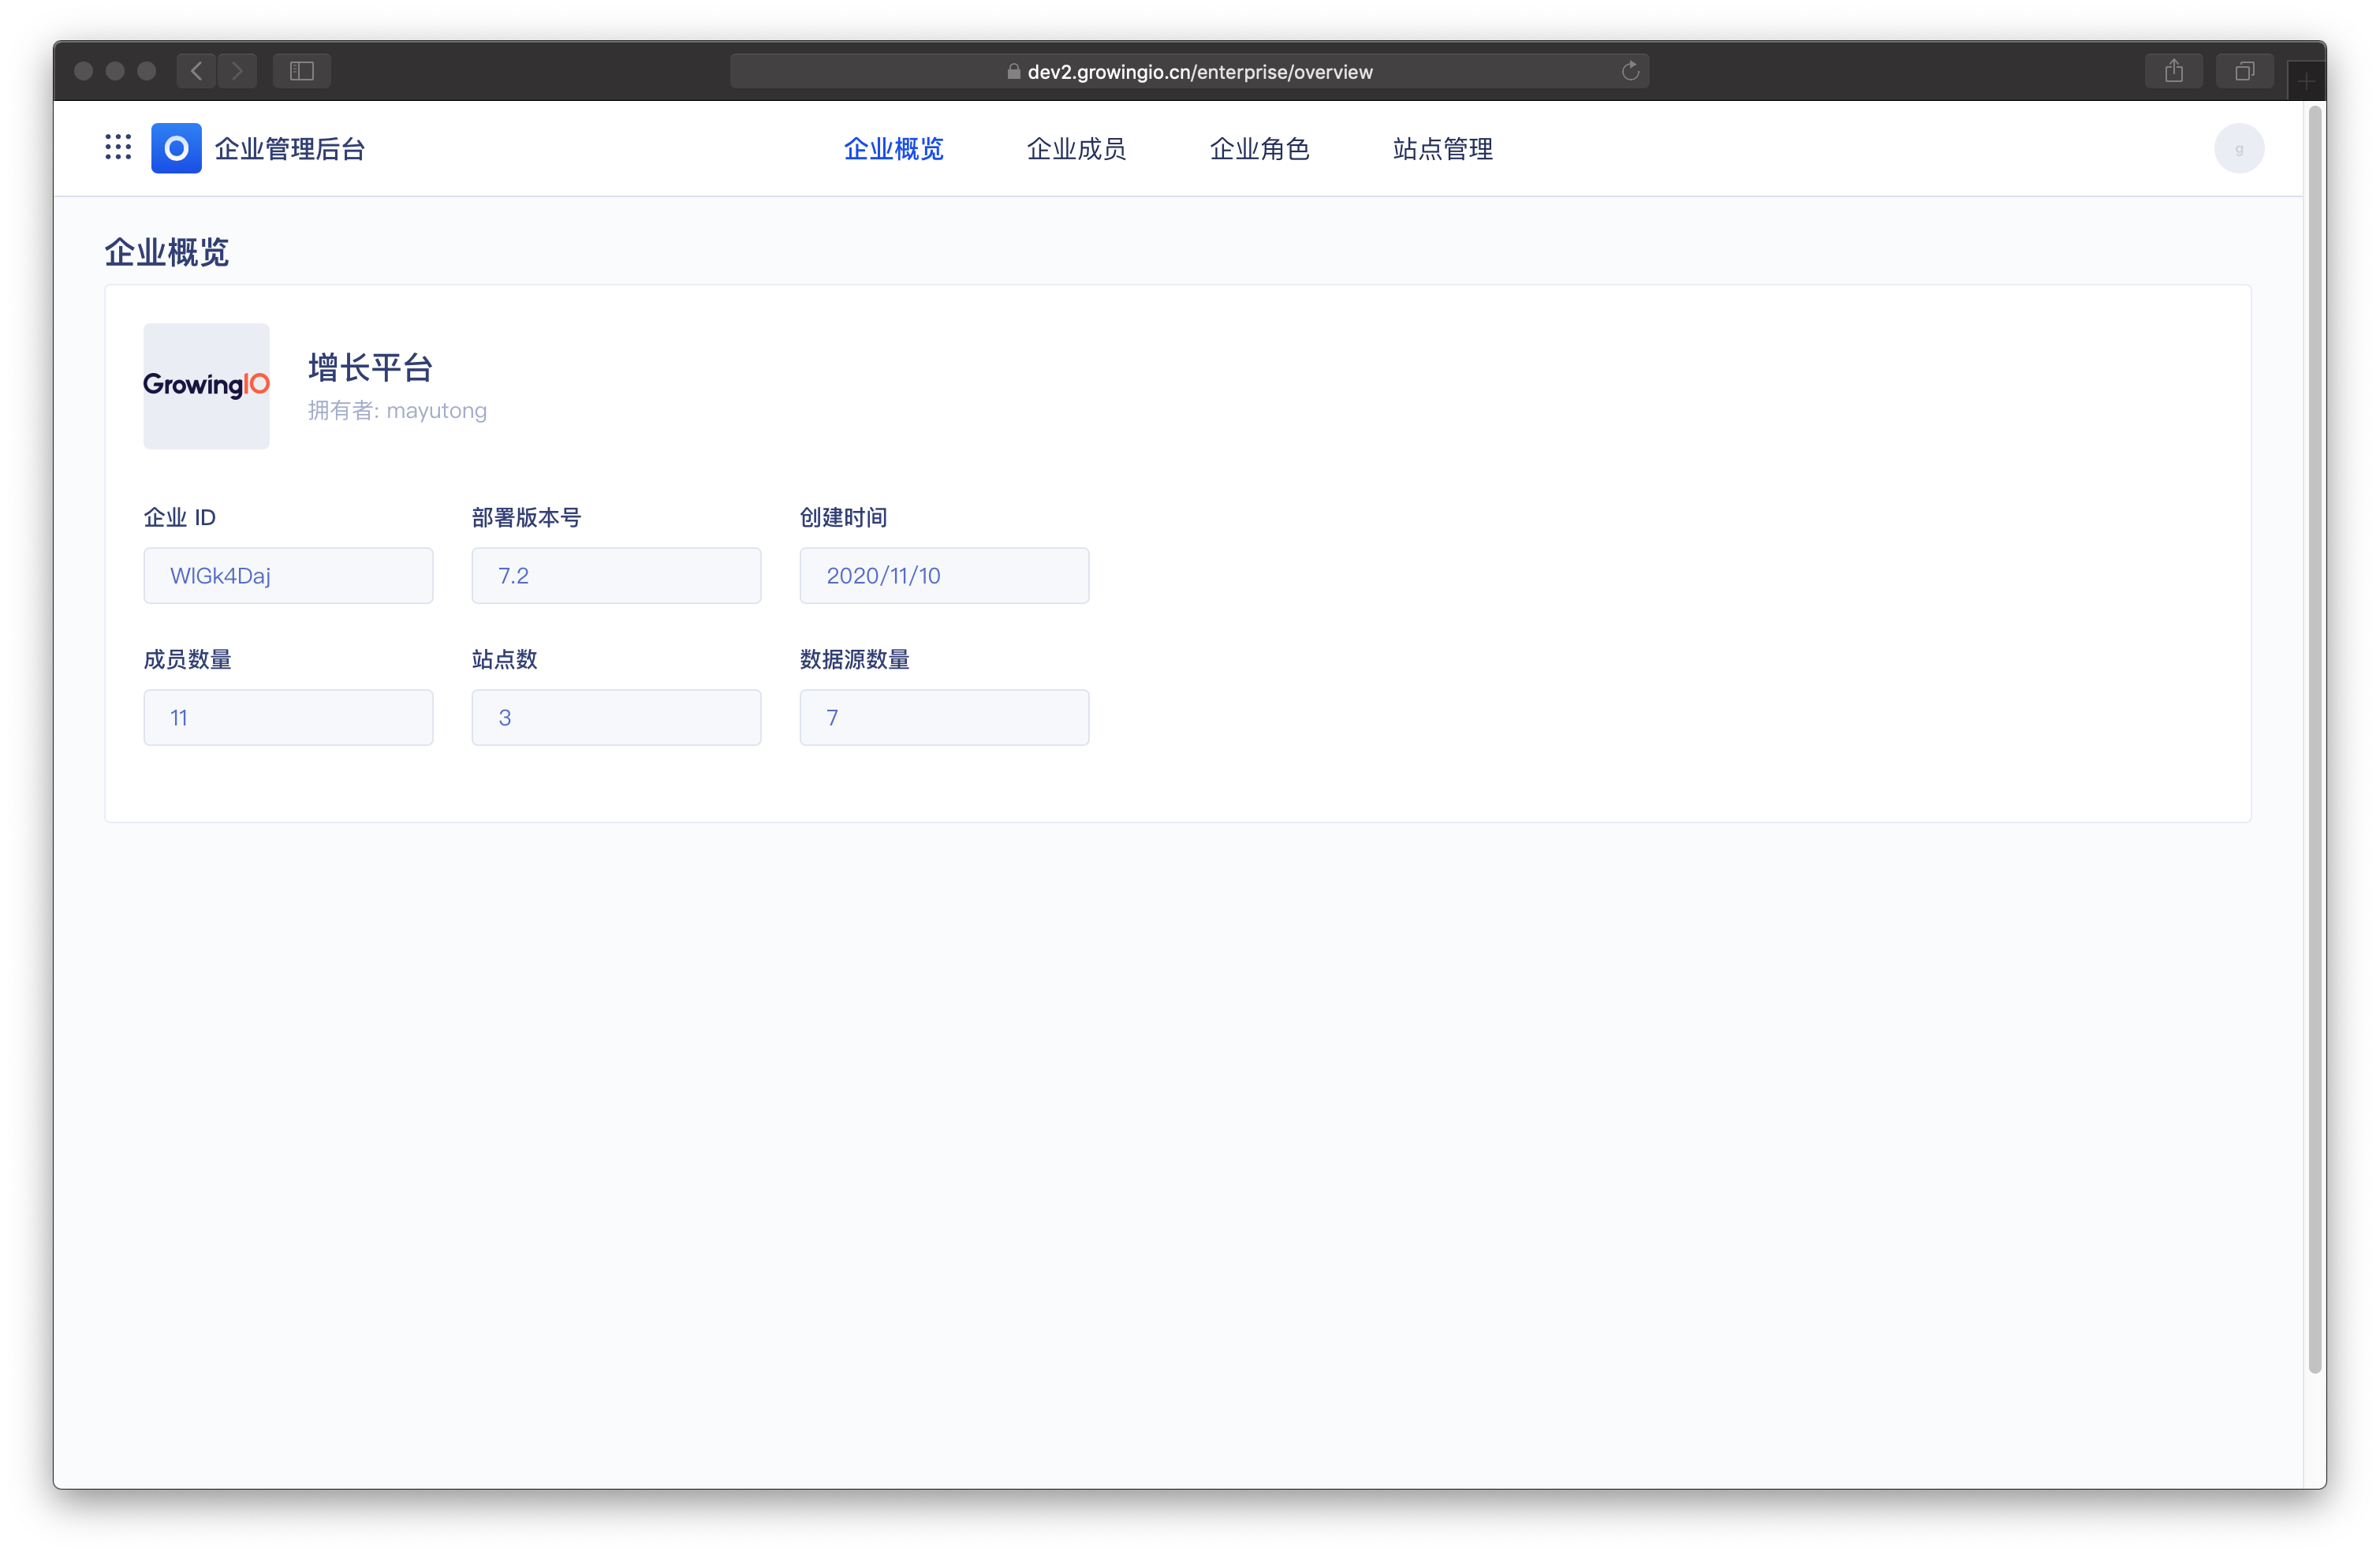 dev2.growingio.cn/enterprise/overview
企业管理后台
企业概览
企业成员
企业角色
站点管理
g
企业概览
GrowingIO
增长平台
拥有者: mayutong
企业 ID
部署版本号
创建时间
WlGk4Daj
7.2
2020/11/10
成员数量
站点数
数据源数量
11
3
7